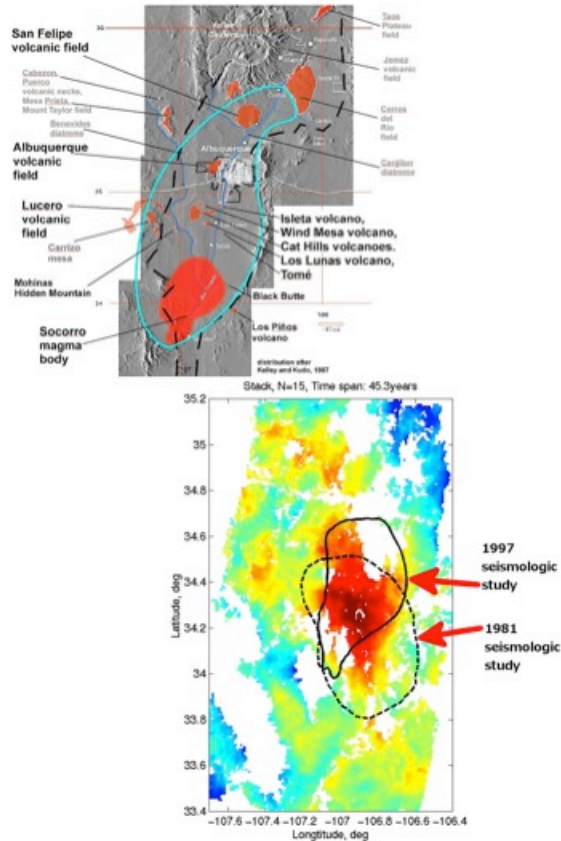 San Felipe
volcanic field
Taos
Plateau
field
Cabezon,
Puerco
volcanic necks,
Mesa Prieta,
Mount Taylor field
Jemez
volcanic
field
Benevides
diatreme
Cerros
del
Rio
field
Albuquerque
Albuquerque
volcanic
field
Canjilon
diatreme
Lucero
volcanic
field
Isleta volcano,
Wind Mesa volcano,
Cat Hills volcanoes.
Los Lunas volcano,
Tomé
Carrizo
mesa
Mohinas
Hidden Mountain
Black Butte
Los Piños
volcano
Socorro
magma
body
distribution after
Kelley and Kudo, 1987
36
35
34
106
Stack, N=15, Time span: 45.3years
35.2
35
34.8
34.6
34.4
34.2
34
33.8
33.6
33.4
Latitude, deg
1997
seismologic
study
1981
seismologic
study
−107.6 −107.4 −107.2 −107 −106.8 −106.6 −106.4
Longtitude, deg